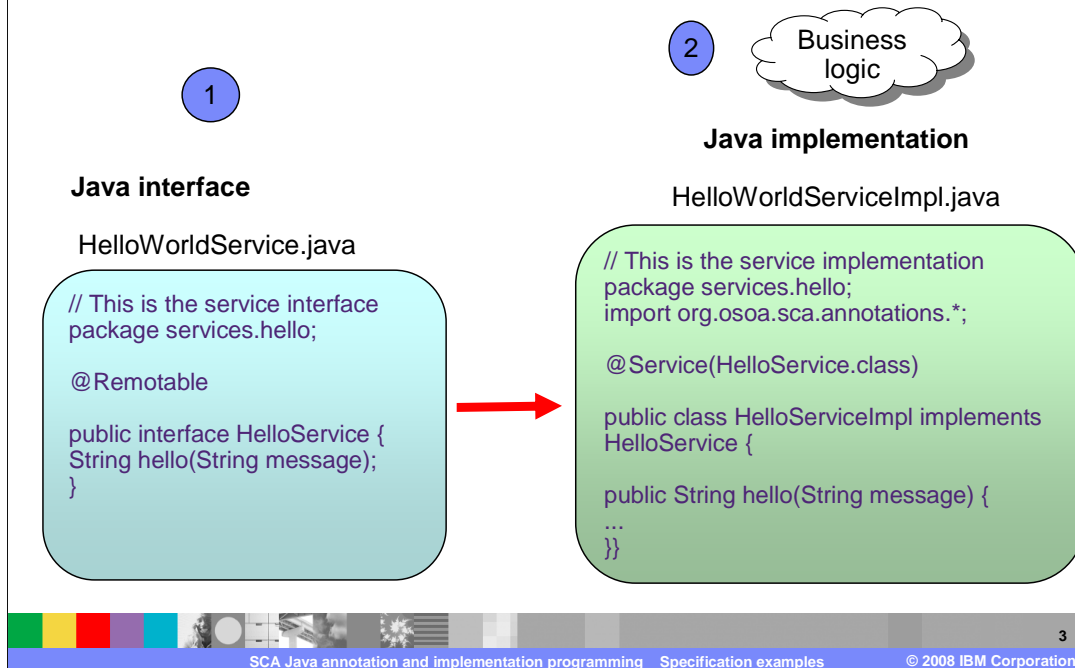 1
Java interface
HelloWorldService.java
// This is the service interface
package services.hello;
@Remotable
public interface HelloService {
String hello(String message);
}
2
Business
logic
Java implementation
HelloWorldServiceImpl.java
// This is the service implementation
package services.hello;
import org.osoa.sca.annotations.*;
@Service(HelloService.class)
public class HelloServiceImpl implements
HelloService {
public String hello(String message) {
...
}}
3
SCA Java annotation and implementation programming Specification examples
© 2008 IBM Corporation